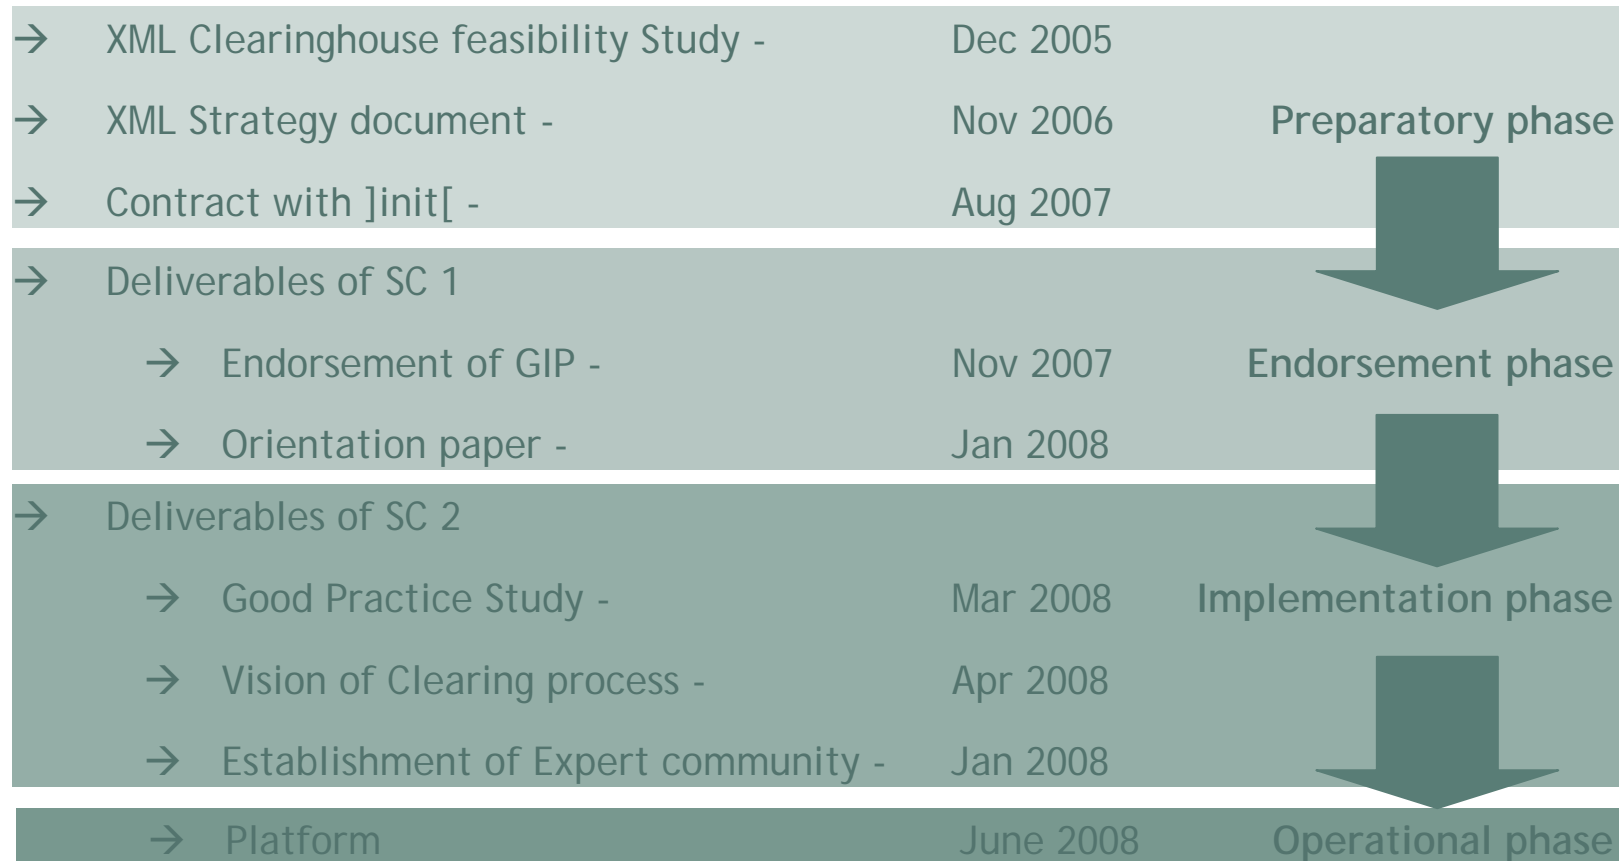 → XML Clearinghouse feasibility Study - Dec 2005
→ XML Strategy document - Nov 2006 Preparatory phase
→ Contract with ]init[ - Aug 2007
→ Deliverables of SC 1
→ Endorsement of GIP - Nov 2007 Endorsement phase
→ Orientation paper - Jan 2008
→ Deliverables of SC 2
→ Good Practice Study - Mar 2008 Implementation phase
→ Vision of Clearing process - Apr 2008
→ Establishment of Expert community - Jan 2008
→ Platform June 2008 Operational phase